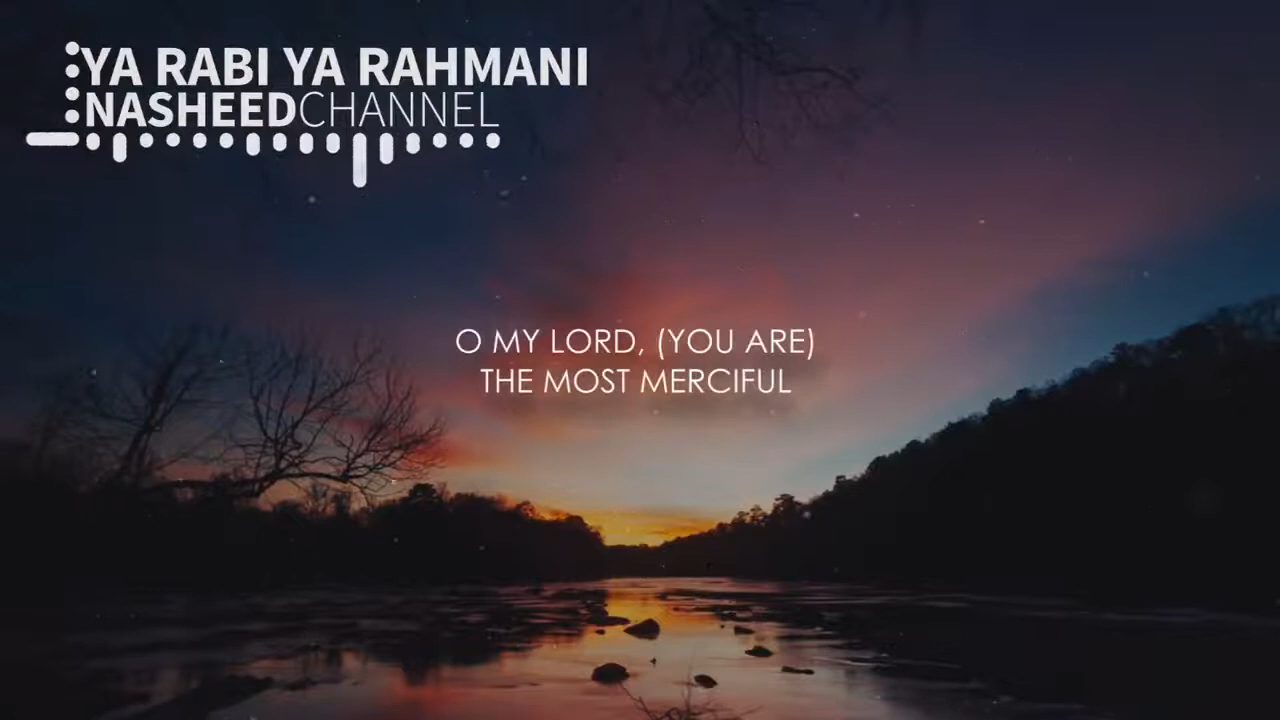 YA RABI YA RAHMANI
NASHEEDCHANNEL
O MY LORD, (YOU ARE)
THE MOST MERCIFUL